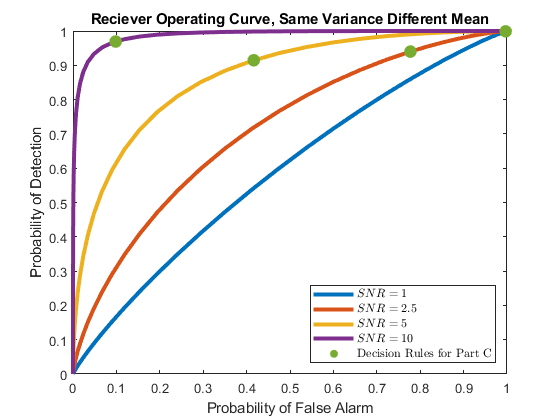 Reciever Operating Curve, Same Variance Different Mean
1
0.9
0.8
0.7
0.6
0.5
0.4
0.3
0.2
0.1
0
Probability of Detection
SNR = 1
SNR = 2.5
SNR = 5
SNR = 10
Decision Rules for Part C
0 0.1 0.2 0.3 0.4 0.5 0.6 0.7 0.8 0.9 1
Probability of False Alarm